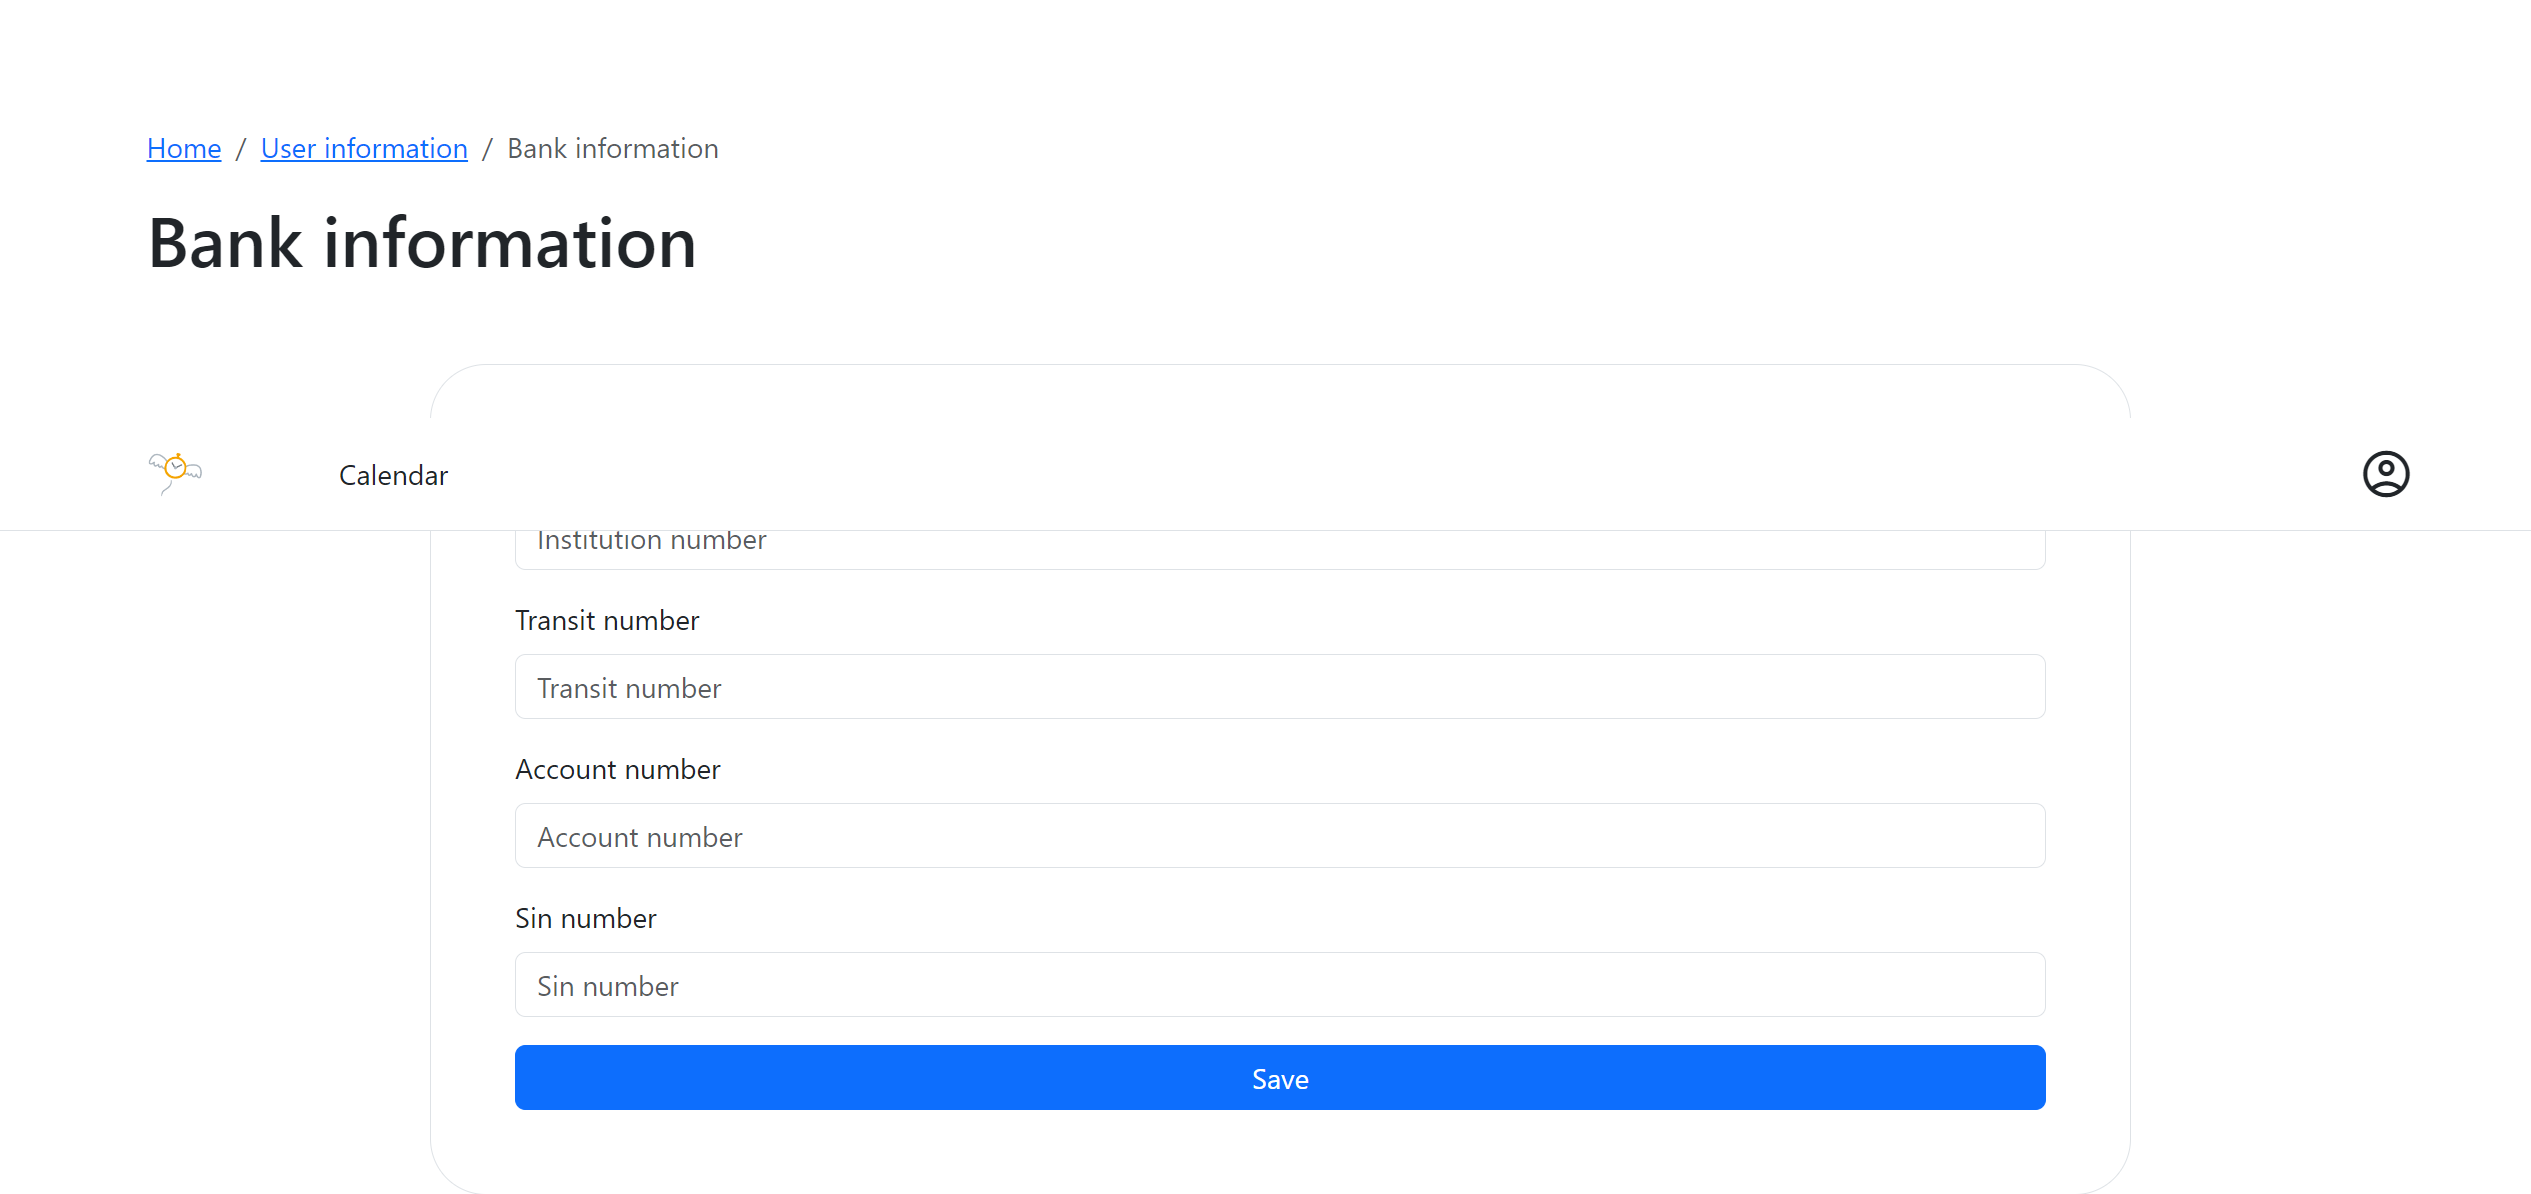 Home / User information / Bank information
Bank information
Calendar
Institution number
Transit number
Transit number
Account number
Account number
Sin number
Sin number
Save